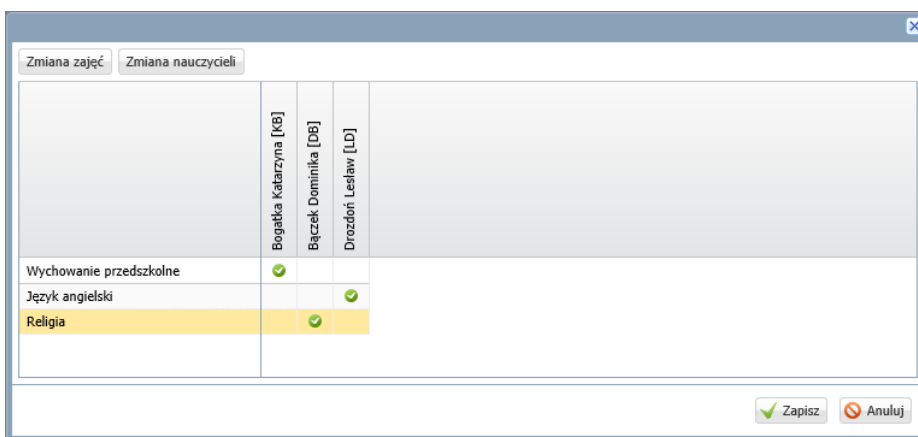 Zmiana zajęć
Zmiana nauczycieli
Bogatka Katarzyna [KB]
Bączek Dominika [DB]
Drozdoń Lesław [LD]
Wychowanie przedszkolne
Język angielski
Religia
Zapisz
Anuluj